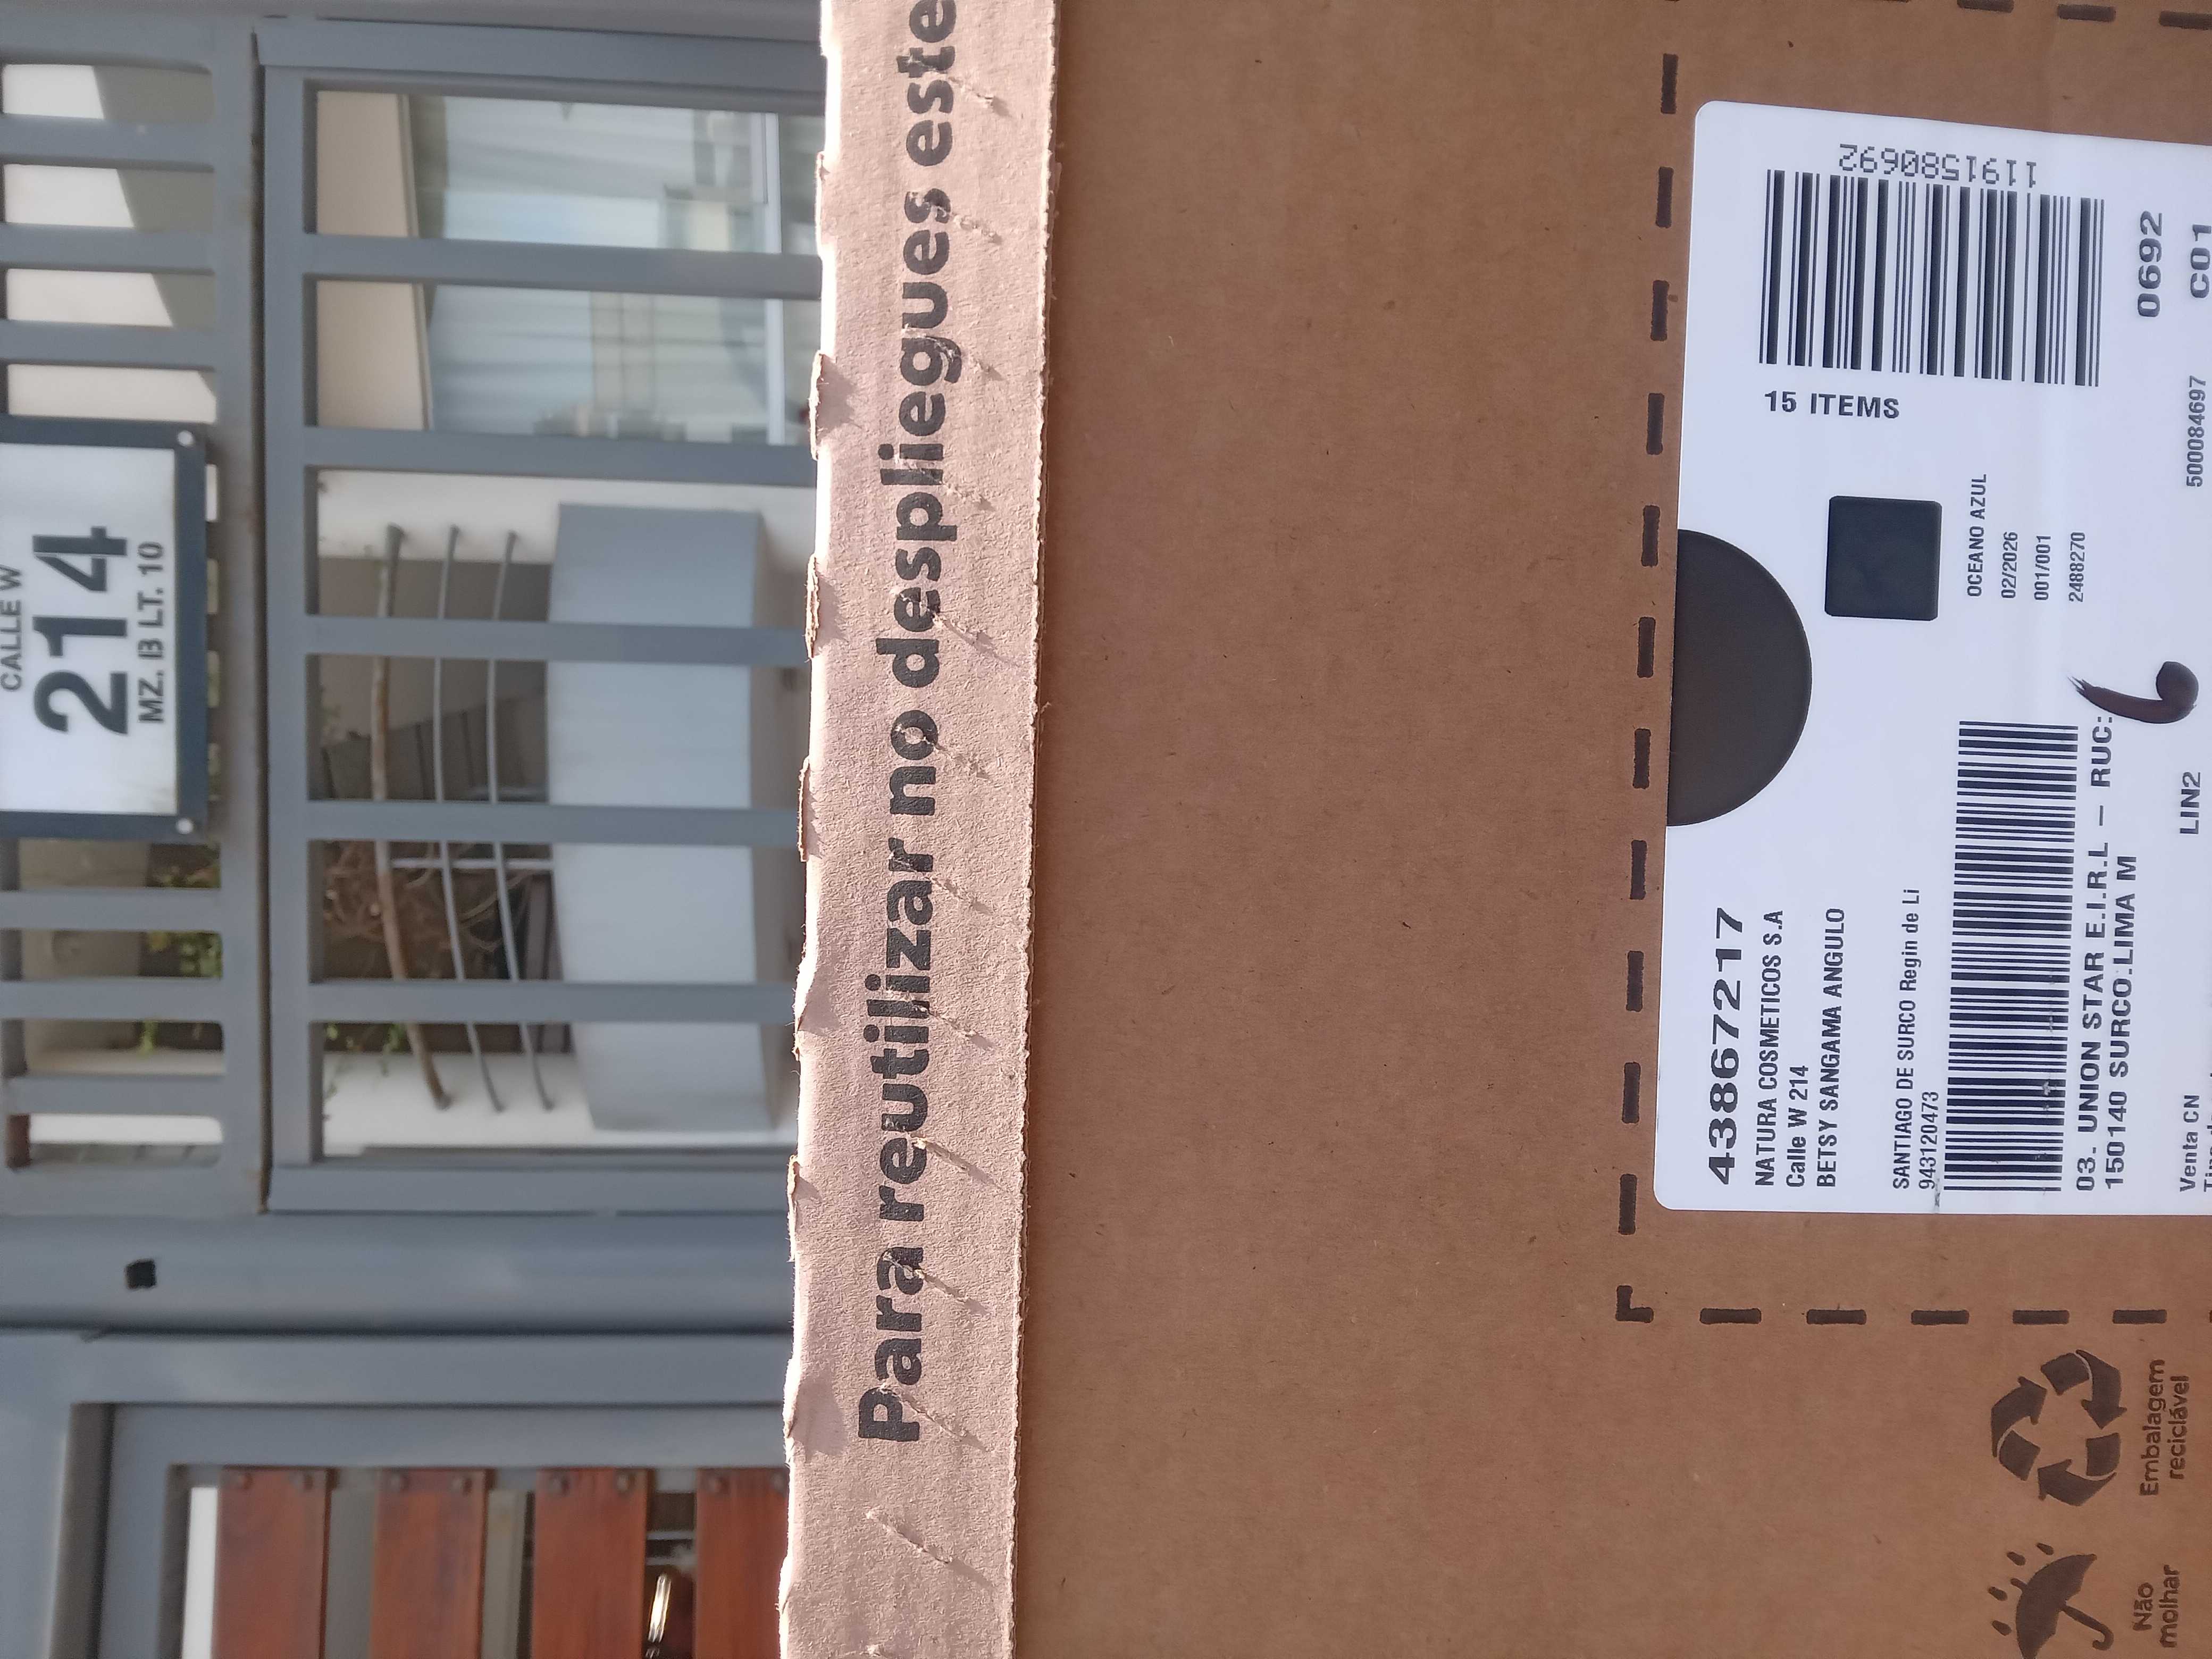 CALLE W
214
MZ. B LT. 10
Para reutilizar no despliegues este
43867217
NATURA COSMETICOS S.A
Calle W 214
BETSY SANGAMA ANGULO
SANTIAGO DE SURCO Regin de Li
943120473
03. UNION STAR E.I.R.L – RUC:
150140 SURCO.LIMA M
Venta CN
LIN2
500084697
C01
OCEANO AZUL
02/2026
001/001
2488270
15 ITEMS
1191580692
0692
6
Não
molhar
Embalagem
reciclável